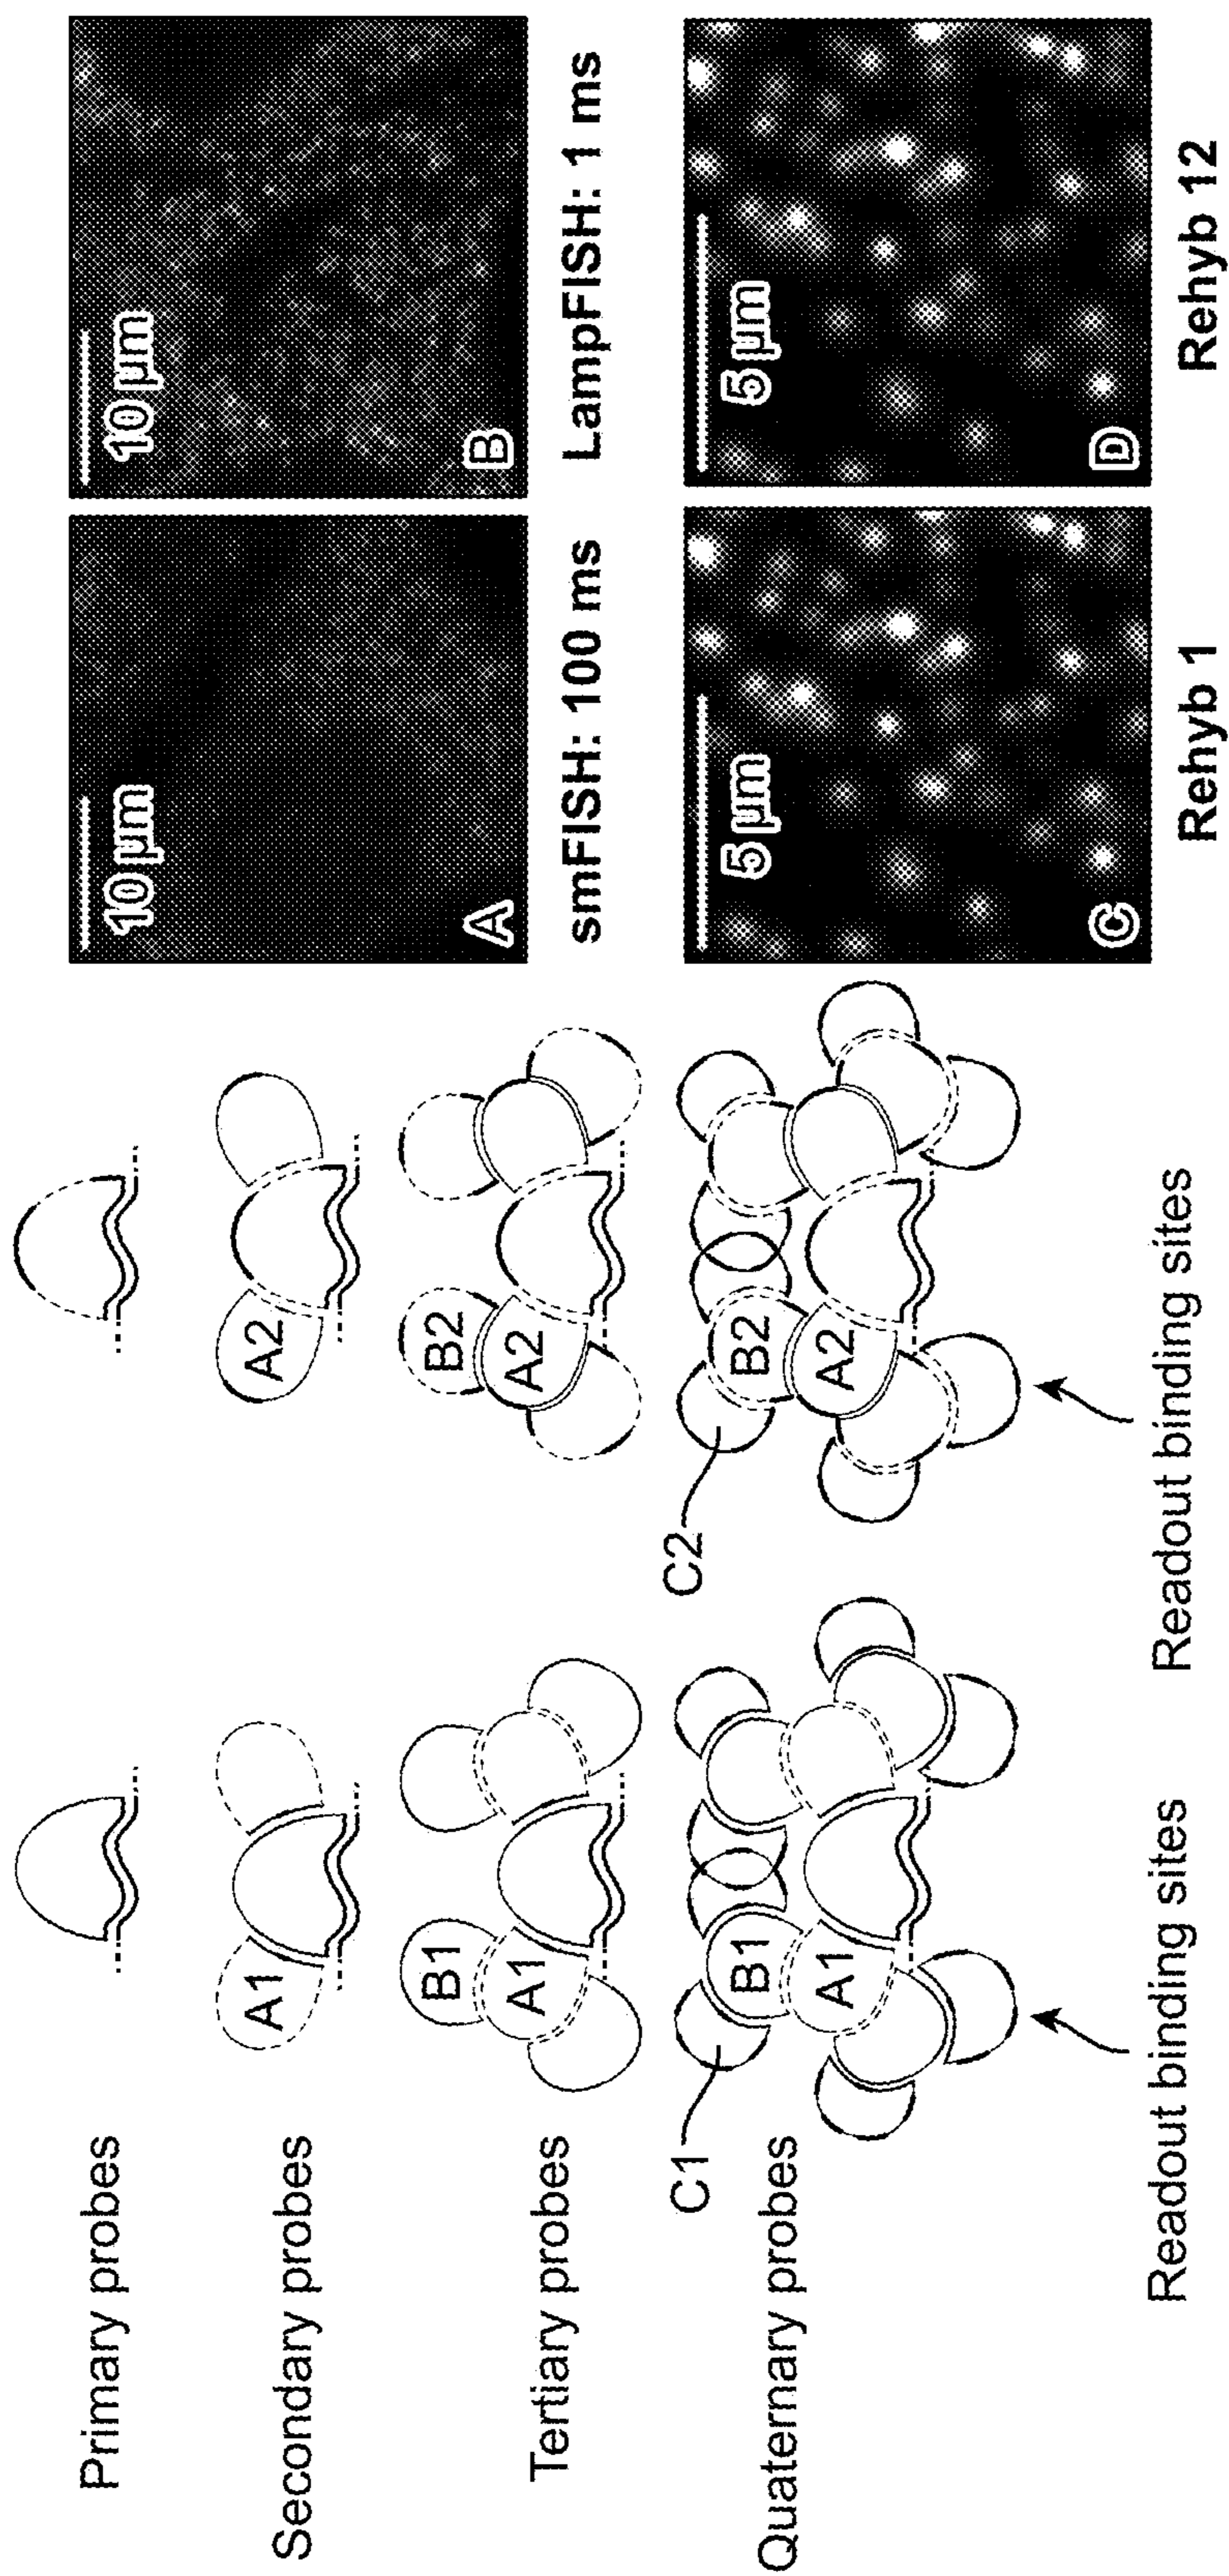 Primary probes
Secondary probes
A1
A2
Tertiary probes
B1
A1
B2
A2
Quaternary probes
C1
B1
A1
C2
B2
A2
Readout binding sites
Readout binding sites
10 µm
A
10 µm
B
smFISH: 100 ms
LampFISH: 1 ms
5 µm
C
5 µm
D
Rehyb 1
Rehyb 12